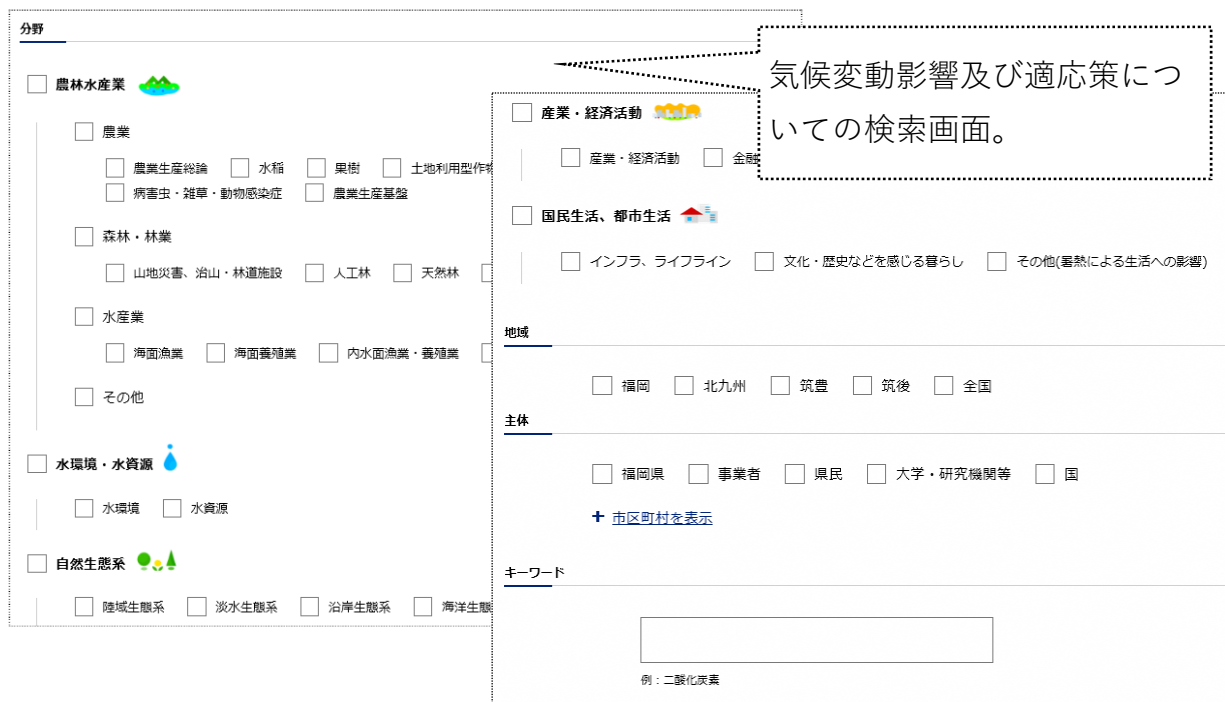 分野
農林水産業
農業
農業生産総論 水稲 果樹 土地利用型作物
病害虫・雑草・動物感染症 農業生産基盤
森林・林業
山地災害、治山・林道施設 人工林 天然林
水産業
海面漁業 海面養殖業 内水面漁業・養殖業
その他
水環境・水資源
水環境 水資源
自然生態系
陸域生態系 淡水生態系 沿岸生態系 海洋生態
気候変動影響及び適応策につ
いての検索画面。
産業・経済活動
産業・経済活動 金融
国民生活、都市生活
インフラ、ライフライン 文化・歴史などを感じる暮らし その他(暑熱による生活への影響)
地域
福岡 北九州 筑豊 筑後 全国
主体
福岡県 事業者 県民 大学・研究機関等 国
+ 市区町村を表示
キーワード
例：二酸化炭素